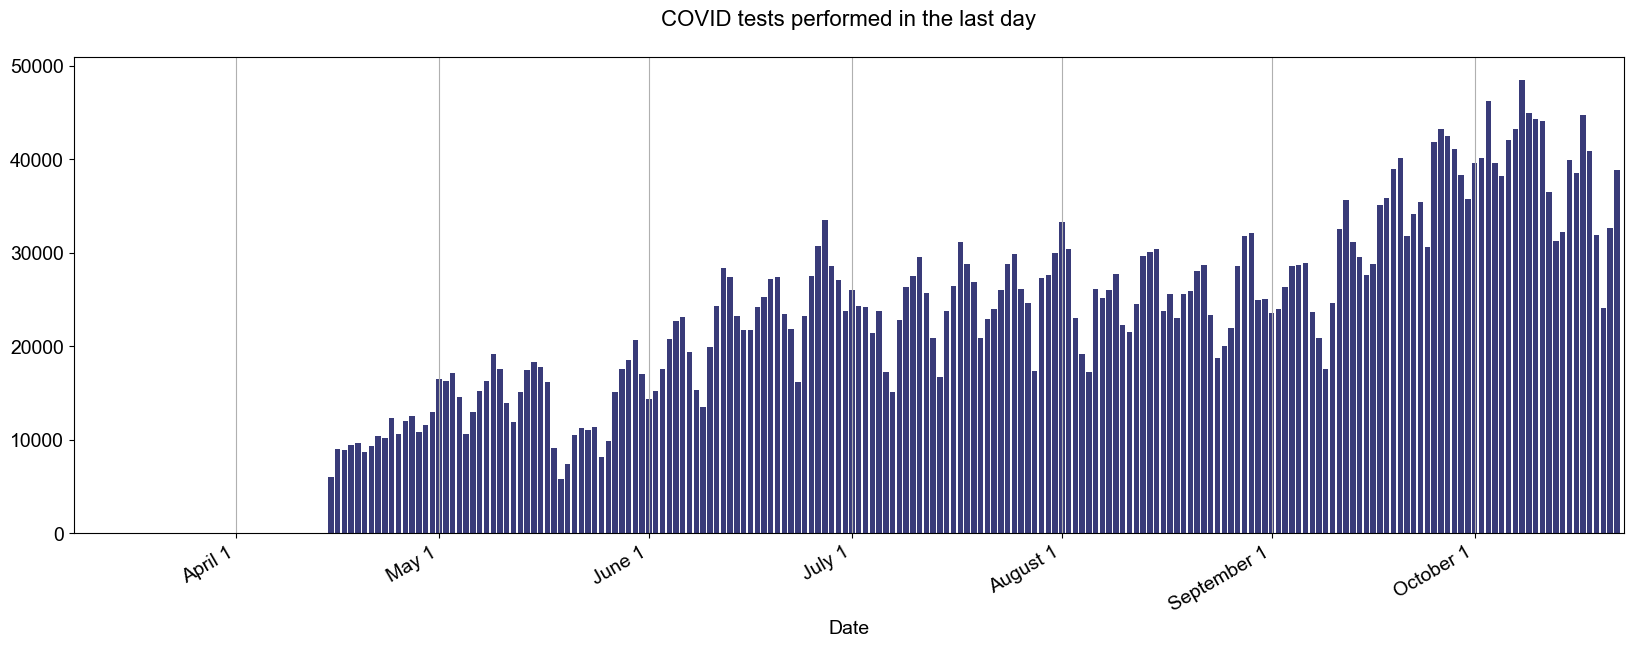 COVID tests performed in the last day
50000
40000
30000
20000
10000
0
April 1
May 1
June 1
July 1
August 1
September 1
October 1
Date